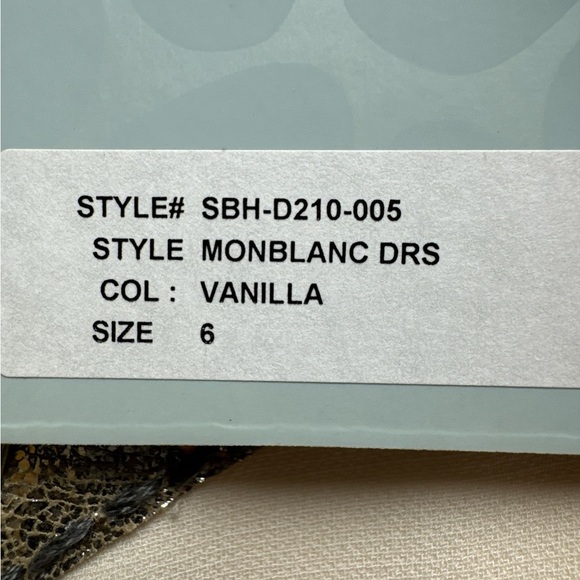 STYLE# SBH-D210-005
STYLE MONBLANC DRS
COL : VANILLA
SIZE 6